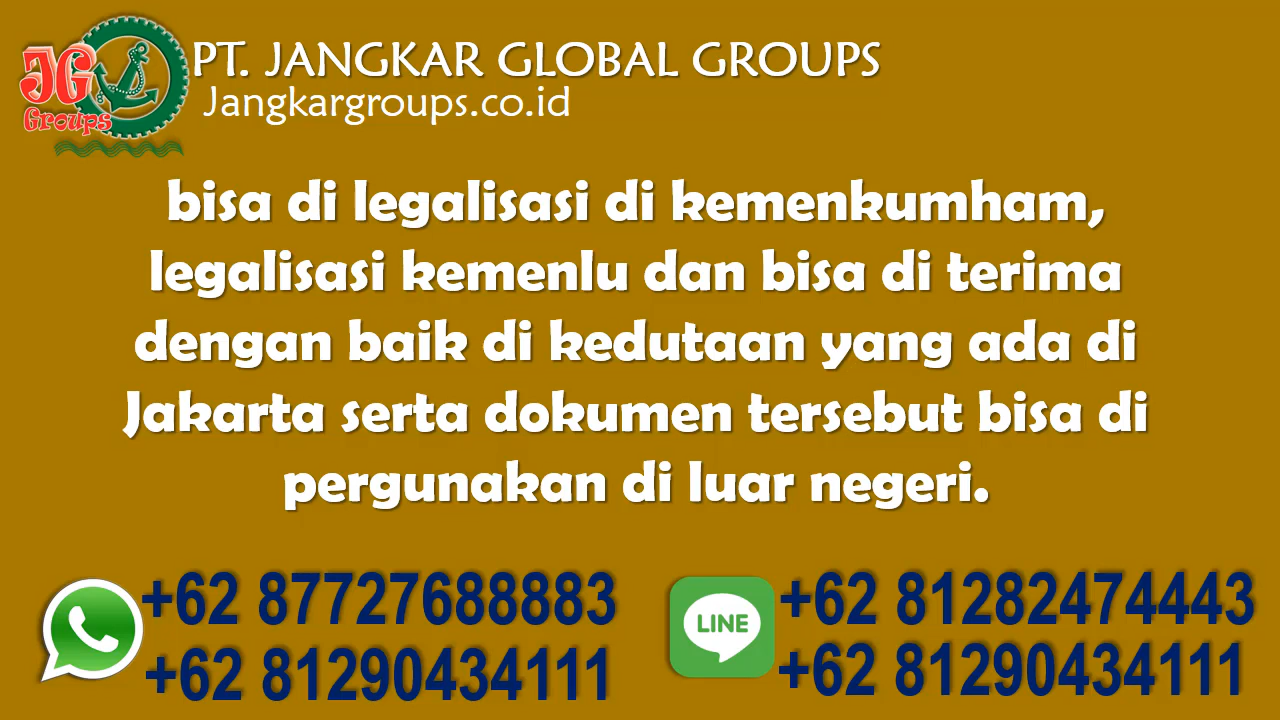 JG
Groups
PT. JANGKAR GLOBAL GROUPS
Jangkargroups.co.id
bisa di legalisasi di kemenkumham,
legalisasi kemenlu dan bisa di terima
dengan baik di kedutaan yang ada di
Jakarta serta dokumen tersebut bisa di
pergunakan di luar negeri.
+62 87727688883
+62 81290434111
LINE
+62 81282474443
+62 81290434111